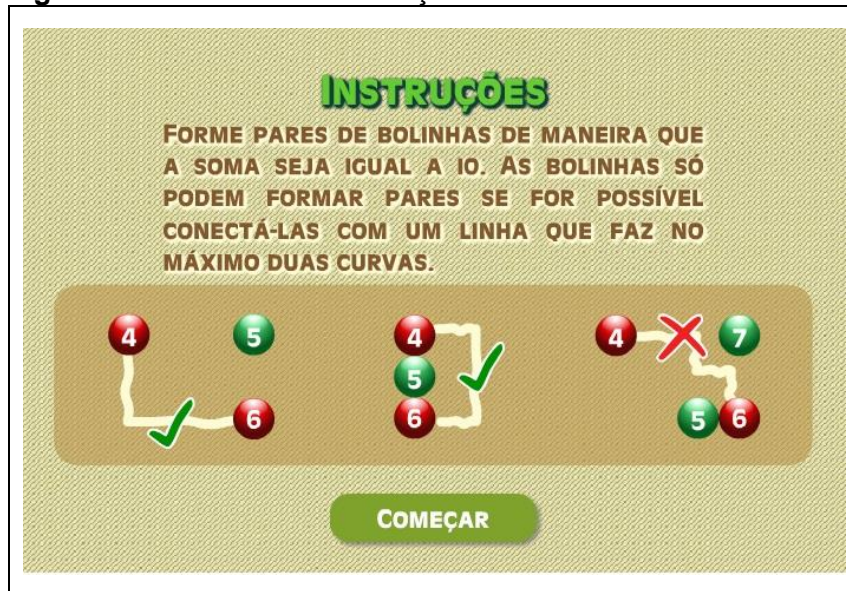 INSTRUÇÕES
FORME PARES DE BOLINHAS DE MANEIRA QUE
A SOMA SEJA IGUAL A 10. AS BOLINHAS SÓ
PODEM FORMAR PARES SE FOR POSSÍVEL
CONECTÁ-LAS COM UM LINHA QUE FAZ NO
MÁXIMO DUAS CURVAS.
4 5 4 4 7
5
6 6 5 6
COMEÇAR